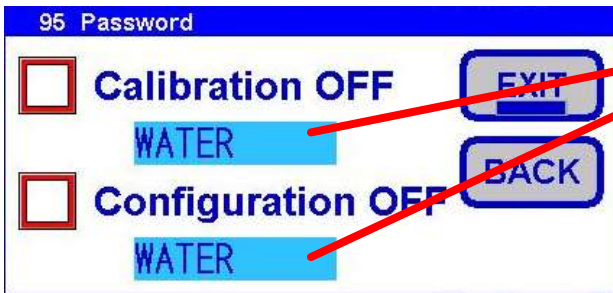 95 Password
Calibration OFF
EXIT
WATER
BACK
Configuration OFF
WATER